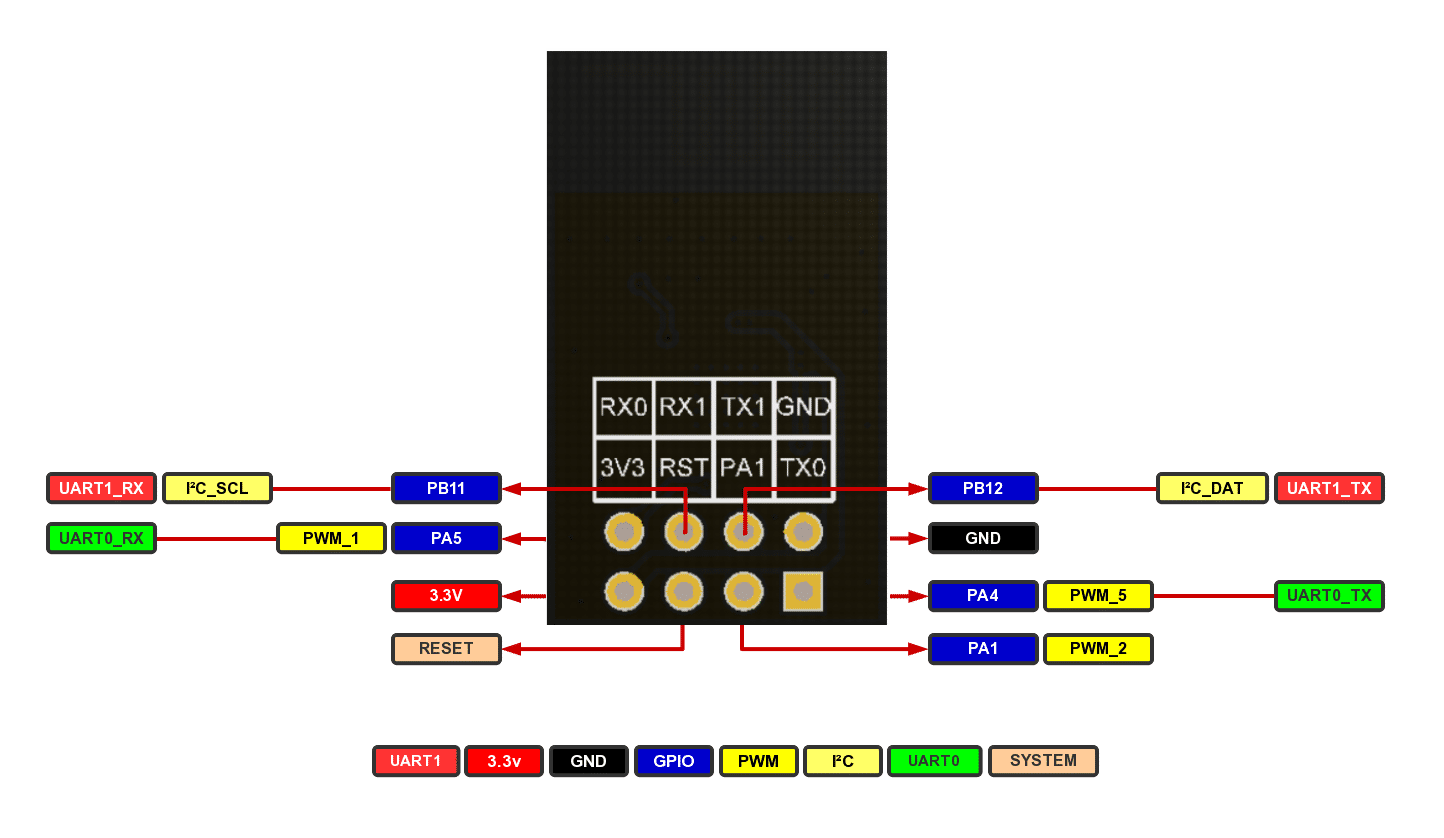 RX0 RX1 TX1 GND
3V3 RST PA1 TX0
UART1_RX I²C_SCL PB11 PB12 I²C_DAT UART1_TX
UART0_RX PWM_1 PA5 GND
3.3V PA4 PWM_5 UART0_TX
RESET PA1 PWM_2
UART1 3.3v GND GPIO PWM I²C UART0 SYSTEM